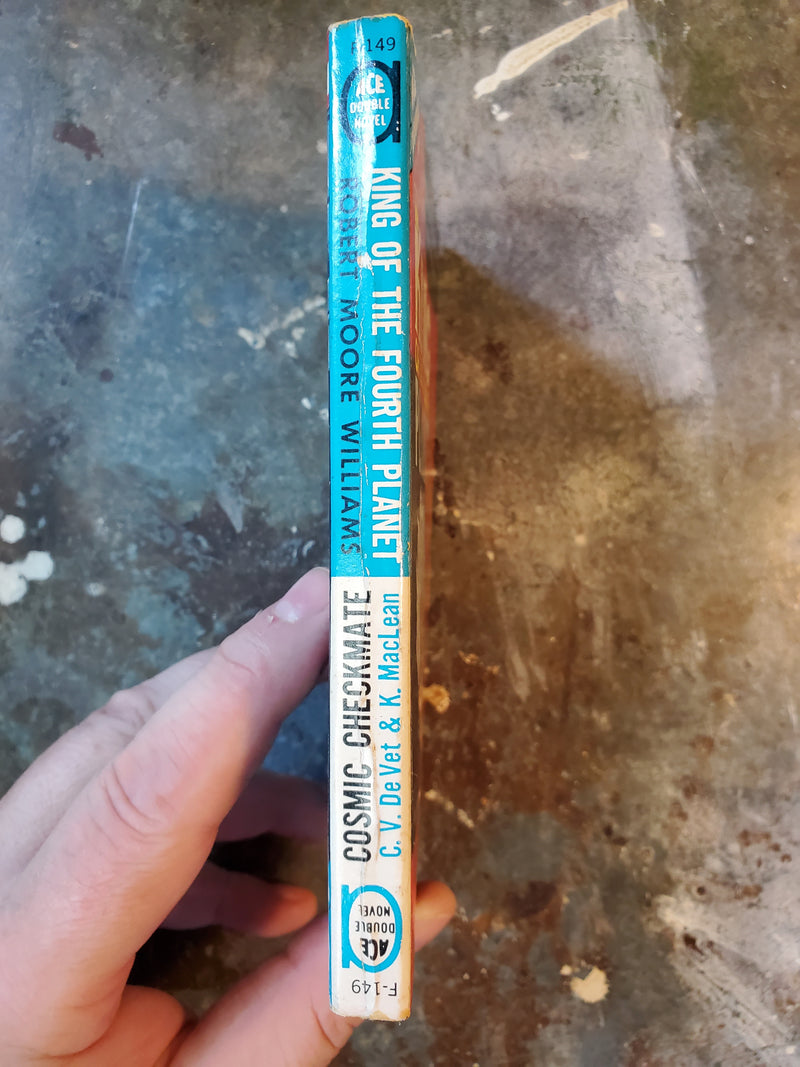 F-149
ACE
DOUBLE
NOVEL
KING OF THE FOURTH PLANET
ROBERT MOORE WILLIAMS
COSMIC CHECKMATE
C. V. De Vet & K. MacLean
ACE
DOUBLE
NOVEL
F-149